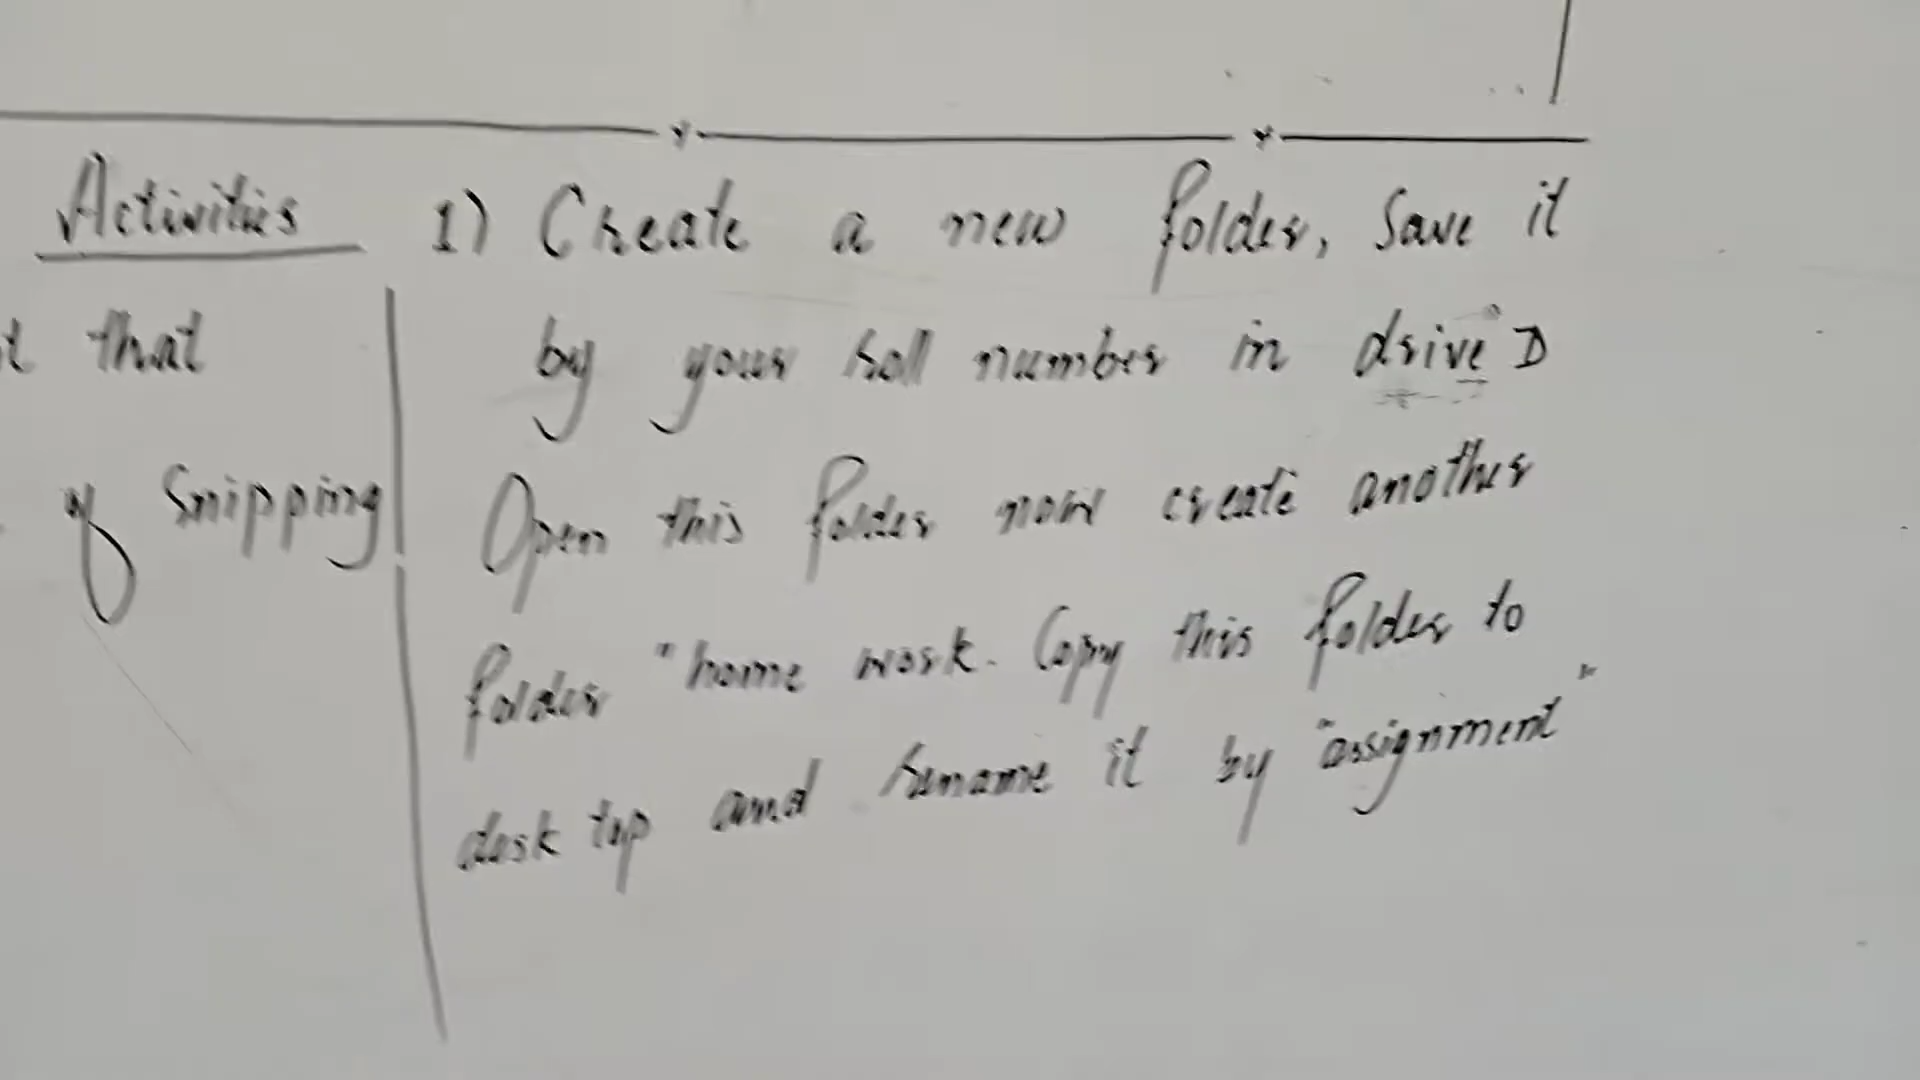 Activities
t that
of Snipping
1) Create a new folder, Save it
by your roll number in drive "D
Open this folder now create another
folder "home work. Copy this folder to
desk top and rename it by "assignment"